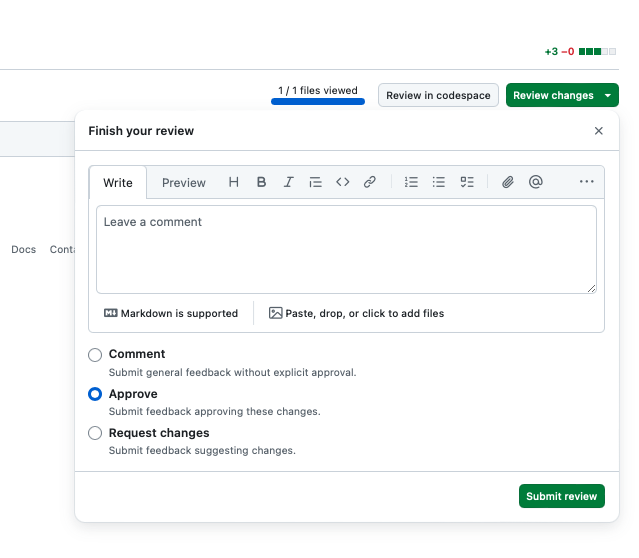 +3 −0
1 / 1 files viewed
Review in codespace
Review changes
Finish your review
Write
Preview
Leave a comment
Markdown is supported
Paste, drop, or click to add files
Docs
Comment
Submit general feedback without explicit approval.
Approve
Submit feedback approving these changes.
Request changes
Submit feedback suggesting changes.
Submit review